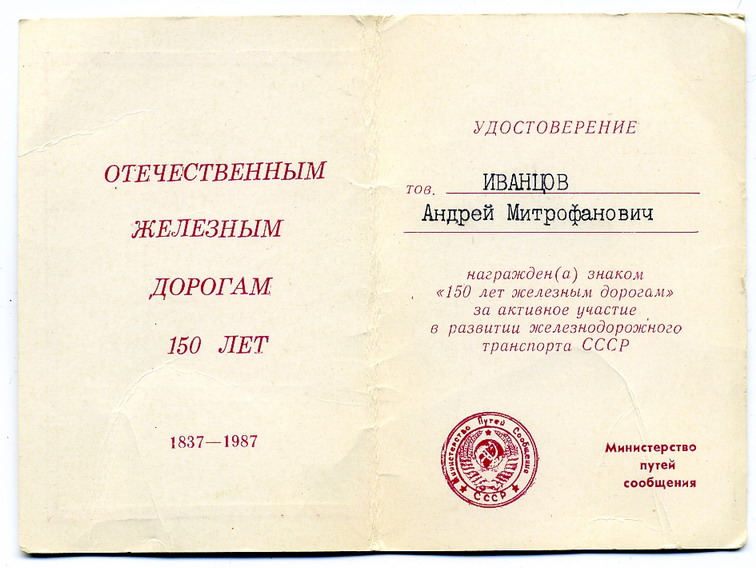 ОТЕЧЕСТВЕННЫМ
ЖЕЛЕЗНЫМ
ДОРОГАМ
150 ЛЕТ
1837—1987
УДОСТОВЕРЕНИЕ
тов. ИВАНЦОВ
Андрей Митрофанович
награжден(а) знаком
«150 лет железным дорогам»
за активное участие
в развитии железнодорожного
транспорта СССР
Министерство Путей Сообщения
СССР
Министерство
путей
сообщения